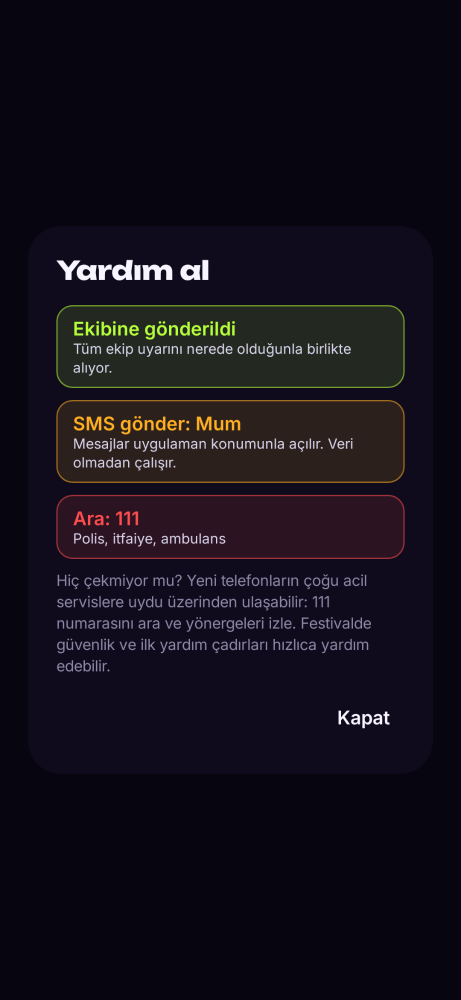 Yardım al
Ekibine gönderildi
Tüm ekip uyarını nerede olduğunla birlikte
alıyor.
SMS gönder: Mum
Mesajlar uygulaman konumunla açılır. Veri
olmadan çalışır.
Ara: 111
Polis, itfaiye, ambulans
Hiç çekmiyor mu? Yeni telefonların çoğu acil
servislere uydu üzerinden ulaşabilir: 111
numarasını ara ve yönergeleri izle. Festivalde
güvenlik ve ilk yardım çadırları hızlıca yardım
edebilir.
Kapat